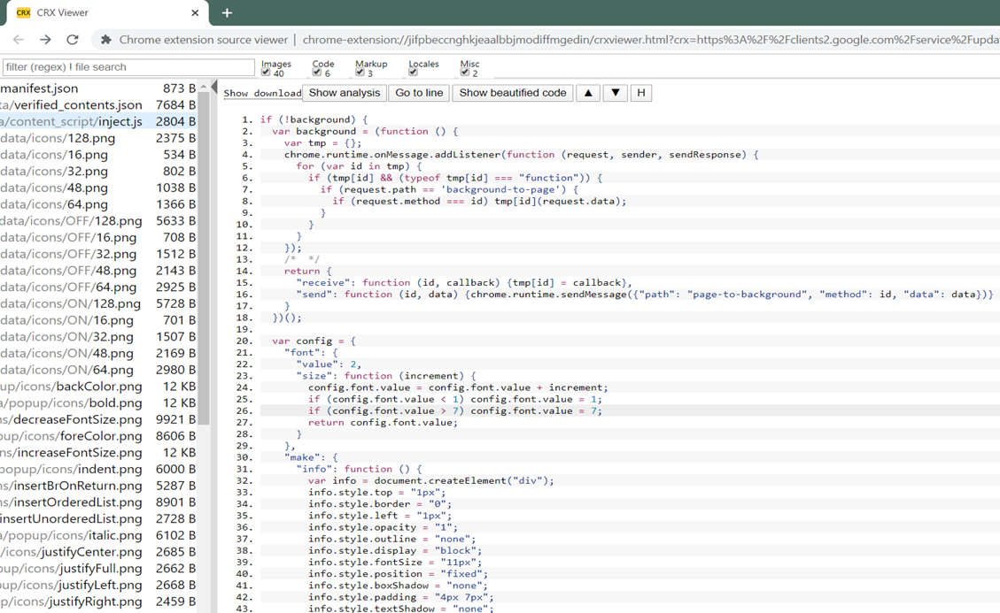 CRX CRX Viewer
Chrome extension source viewer | chrome-extension://jifpbeccnghkjeaalbbjmodiffmgedin/crxviewer.html?crx=https%3A%2F%2Fclients2.google.com%2Fservice%2Fupda
filter (regex) ! file search
Images Code Markup Locales Misc
40 6 3 2
manifest.json 873 B
ta/verified_contents.json 7684 B
a/content_script/inject.js 2804 B
data/icons/128.png 2375 B
data/icons/16.png 534 B
data/icons/32.png 802 B
data/icons/48.png 1038 B
data/icons/64.png 1366 B
data/icons/OFF/128.png 5633 B
data/icons/OFF/16.png 708 B
data/icons/OFF/32.png 1512 B
data/icons/OFF/48.png 2143 B
data/icons/OFF/64.png 2925 B
data/icons/ON/128.png 5728 B
data/icons/ON/16.png 701 B
data/icons/ON/32.png 1507 B
data/icons/ON/48.png 2169 B
data/icons/ON/64.png 2980 B
up/icons/backColor.png 12 KB
a/popup/icons/bold.png 12 KB
ns/decreaseFontSize.png 9921 B
oup/icons/foreColor.png 8606 B
ns/increaseFontSize.png 12 KB
popup/icons/indent.png 6000 B
ns/insertBrOnReturn.png 5287 B
ns/insertOrderedList.png 8901 B
insertUnorderedList.png 2728 B
a/popup/icons/italic.png 6102 B
/icons/justifyCenter.png 2685 B
oup/icons/justifyFull.png 2662 B
up/icons/justifyLeft.png 2668 B
p/icons/justifyRight.png 2459 B
Show download Show analysis Go to line Show beautified code ▲ ▼ H
1. if (!background) {
2. var background = (function () {
3. var tmp = {};
4. chrome.runtime.onMessage.addListener(function (request, sender, sendResponse) {
5. for (var id in tmp) {
6. if (tmp[id] && (typeof tmp[id] === "function")) {
7. if (request.path == 'background-to-page') {
8. if (request.method === id) tmp[id](request.data);
9. }
10. }
11. }
12. });
13. /*  */
14. return {
15. "receive": function (id, callback) {tmp[id] = callback},
16. "send": function (id, data) {chrome.runtime.sendMessage({"path": "page-to-background", "method": id, "data": data})}
17. }
18. })();
19.
20. var config = {
21. "font": {
22. "value": 2,
23. "size": function (increment) {
24. config.font.value = config.font.value + increment;
25. if (config.font.value < 1) config.font.value = 1;
26. if (config.font.value > 7) config.font.value = 7;
27. return config.font.value;
28. }
29. },
30. "make": {
31. "info": function () {
32. var info = document.createElement("div");
33. info.style.top = "1px";
34. info.style.border = "0";
35. info.style.left = "1px";
36. info.style.opacity = "1";
37. info.style.outline = "none";
38. info.style.display = "block";
39. info.style.fontSize = "11px";
40. info.style.position = "fixed";
41. info.style.boxShadow = "none";
42. info.style.padding = "4px 7px";
43. info.style.textShadow = "none";